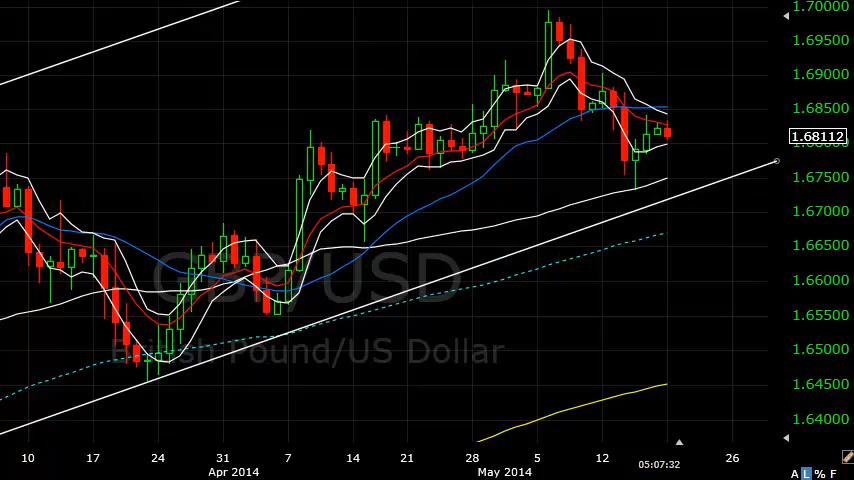 1.70000
1.69500
1.69000
1.68500
1.68112
1.67500
1.67000
1.66500
1.66000
1.65500
1.65000
1.64500
1.64000
GBP/USD
British Pound/US Dollar
10 17 24 31 7 14 21 28 5 12 26
Apr 2014 May 2014 05:07:32
A L % F